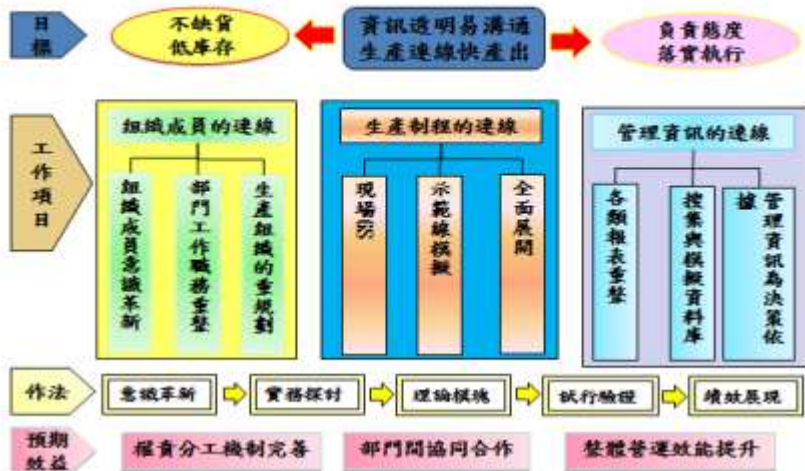 目標
不缺貨
低庫存
資訊透明易溝通
生產連線快產出
負責態度
落實執行
工作項目
組織成員的連線
組織成員意識革新
部門工作職務重整
生產組織的重規劃
生產制程的連線
現場6S
示範線模擬
全面展開
管理資訊的連線
各類報表重整
搜集與模擬資料庫
管理資訊為決策依據
作法
意識革新
實務探討
理論模塊
試行驗證
績效展現
預期
效益
權責分工機制完善
部門間協同合作
整體營運效能提升